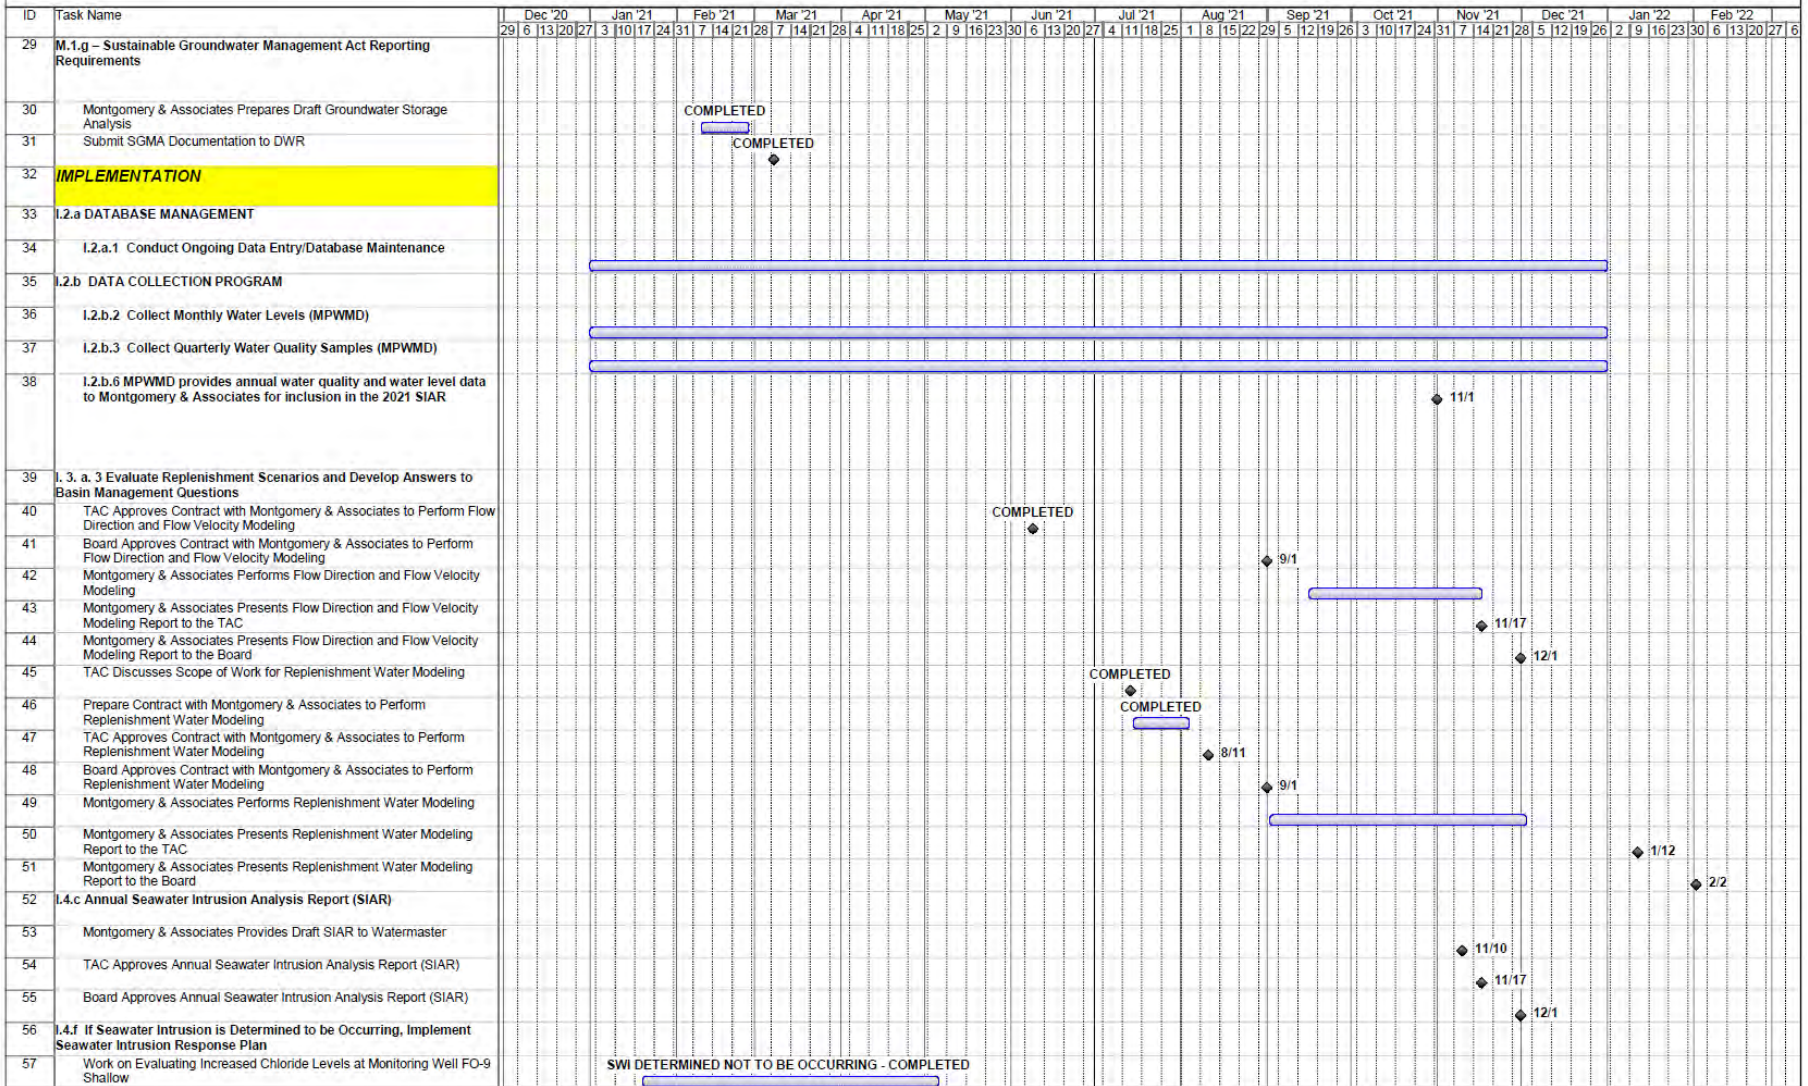 ID Task Name Dec '20 Jan '21 Feb '21 Mar '21 Apr '21 May '21 Jun '21 Jul '21 Aug '21 Sep '21 Oct '21 Nov '21 Dec '21 Jan '22 Feb '22
29 6 13 20 27 3 10 17 24 31 7 14 21 28 7 14 21 28 4 11 18 25 2 9 16 23 30 6 13 20 27 4 11 18 25 1 8 15 22 29 5 12 19 26 3 10 17 24 31 7 14 21 28 5 12 19 26 2 9 16 23 30 6 13 20 27 6
29 M.1.g – Sustainable Groundwater Management Act Reporting
Requirements
30 Montgomery & Associates Prepares Draft Groundwater Storage
Analysis
COMPLETED
31 Submit SGMA Documentation to DWR
COMPLETED
32 IMPLEMENTATION
33 I.2.a DATABASE MANAGEMENT
34 I.2.a.1 Conduct Ongoing Data Entry/Database Maintenance
35 I.2.b DATA COLLECTION PROGRAM
36 I.2.b.2 Collect Monthly Water Levels (MPWMD)
37 I.2.b.3 Collect Quarterly Water Quality Samples (MPWMD)
38 I.2.b.6 MPWMD provides annual water quality and water level data
to Montgomery & Associates for inclusion in the 2021 SIAR
11/1
39 I. 3. a. 3 Evaluate Replenishment Scenarios and Develop Answers to
Basin Management Questions
40 TAC Approves Contract with Montgomery & Associates to Perform Flow
Direction and Flow Velocity Modeling
COMPLETED
41 Board Approves Contract with Montgomery & Associates to Perform
Flow Direction and Flow Velocity Modeling
9/1
42 Montgomery & Associates Performs Flow Direction and Flow Velocity
Modeling
43 Montgomery & Associates Presents Flow Direction and Flow Velocity
Modeling Report to the TAC
11/17
44 Montgomery & Associates Presents Flow Direction and Flow Velocity
Modeling Report to the Board
12/1
45 TAC Discusses Scope of Work for Replenishment Water Modeling
COMPLETED
46 Prepare Contract with Montgomery & Associates to Perform
Replenishment Water Modeling
COMPLETED
47 TAC Approves Contract with Montgomery & Associates to Perform
Replenishment Water Modeling
8/11
48 Board Approves Contract with Montgomery & Associates to Perform
Replenishment Water Modeling
9/1
49 Montgomery & Associates Performs Replenishment Water Modeling
50 Montgomery & Associates Presents Replenishment Water Modeling
Report to the TAC
1/12
51 Montgomery & Associates Presents Replenishment Water Modeling
Report to the Board
2/2
52 I.4.c Annual Seawater Intrusion Analysis Report (SIAR)
53 Montgomery & Associates Provides Draft SIAR to Watermaster
11/10
54 TAC Approves Annual Seawater Intrusion Analysis Report (SIAR)
11/17
55 Board Approves Annual Seawater Intrusion Analysis Report (SIAR)
12/1
56 I.4.f If Seawater Intrusion is Determined to be Occurring, Implement
Seawater Intrusion Response Plan
57 Work on Evaluating Increased Chloride Levels at Monitoring Well FO-9
Shallow
SWI DETERMINED NOT TO BE OCCURRING - COMPLETED